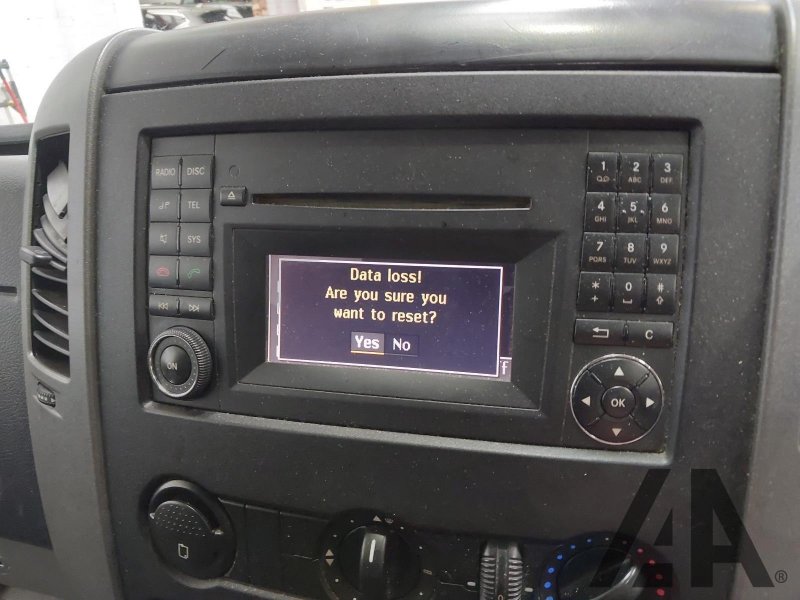 RADIO DISC
TEL
SYS
ON
Data loss!
Are you sure you
want to reset?
Yes No
f
1 2 ABC 3 DEF
4 GHI 5 JKL 6 MNO
7 PQRS 8 TUV 9 WXYZ
* + 0 #
C
OK
A ®